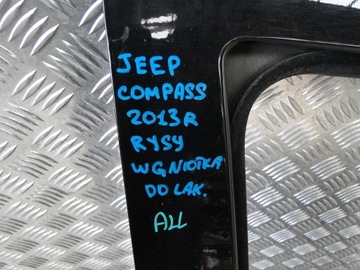 JEEP
COMPASS
2013R
RYSY
WGNIOTKA
DO LAK.
ALL